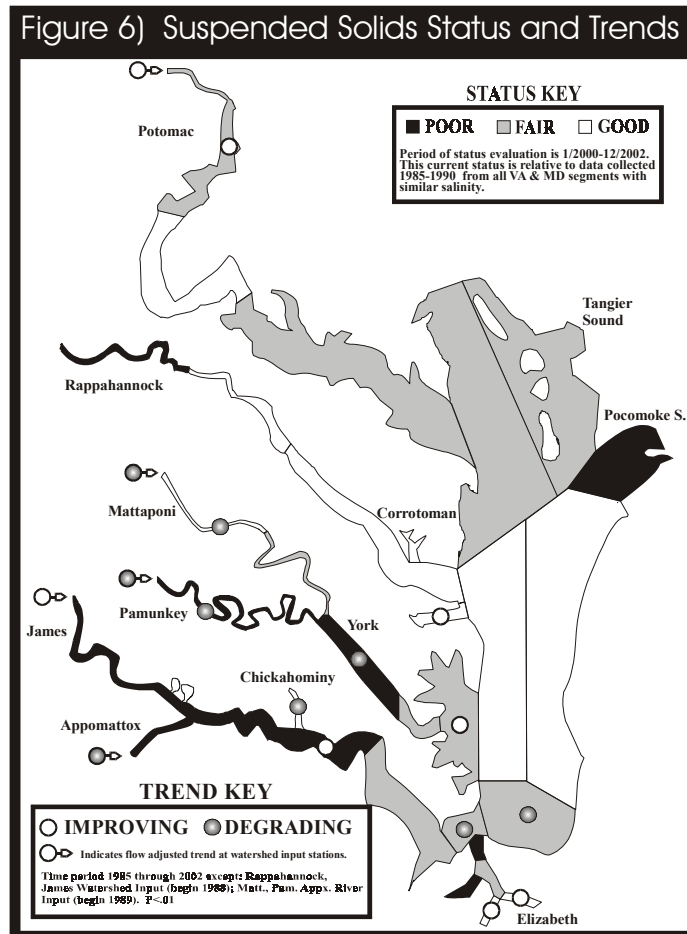 Figure 6) Suspended Solids Status and Trends
STATUS KEY
POOR FAIR GOOD
Period of status evaluation is 1/2000-12/2002.
This current status is relative to data collected
1985-1990 from all VA & MD segments with
similar salinity.
Potomac
Tangier
Sound
Rappahannock
Pocomoke S.
Mattaponi
Corrotoman
Pamunkey
York
James
Chickahominy
Appomattox
TREND KEY
IMPROVING DEGRADING
Indicates flow adjusted trend at watershed input stations.
Time period 1985 through 2002 except: Rappahannock,
James Watershed Input (begin 1988); Matt., Pam. Appx. River
Input (begin 1989). P<.01
Elizabeth